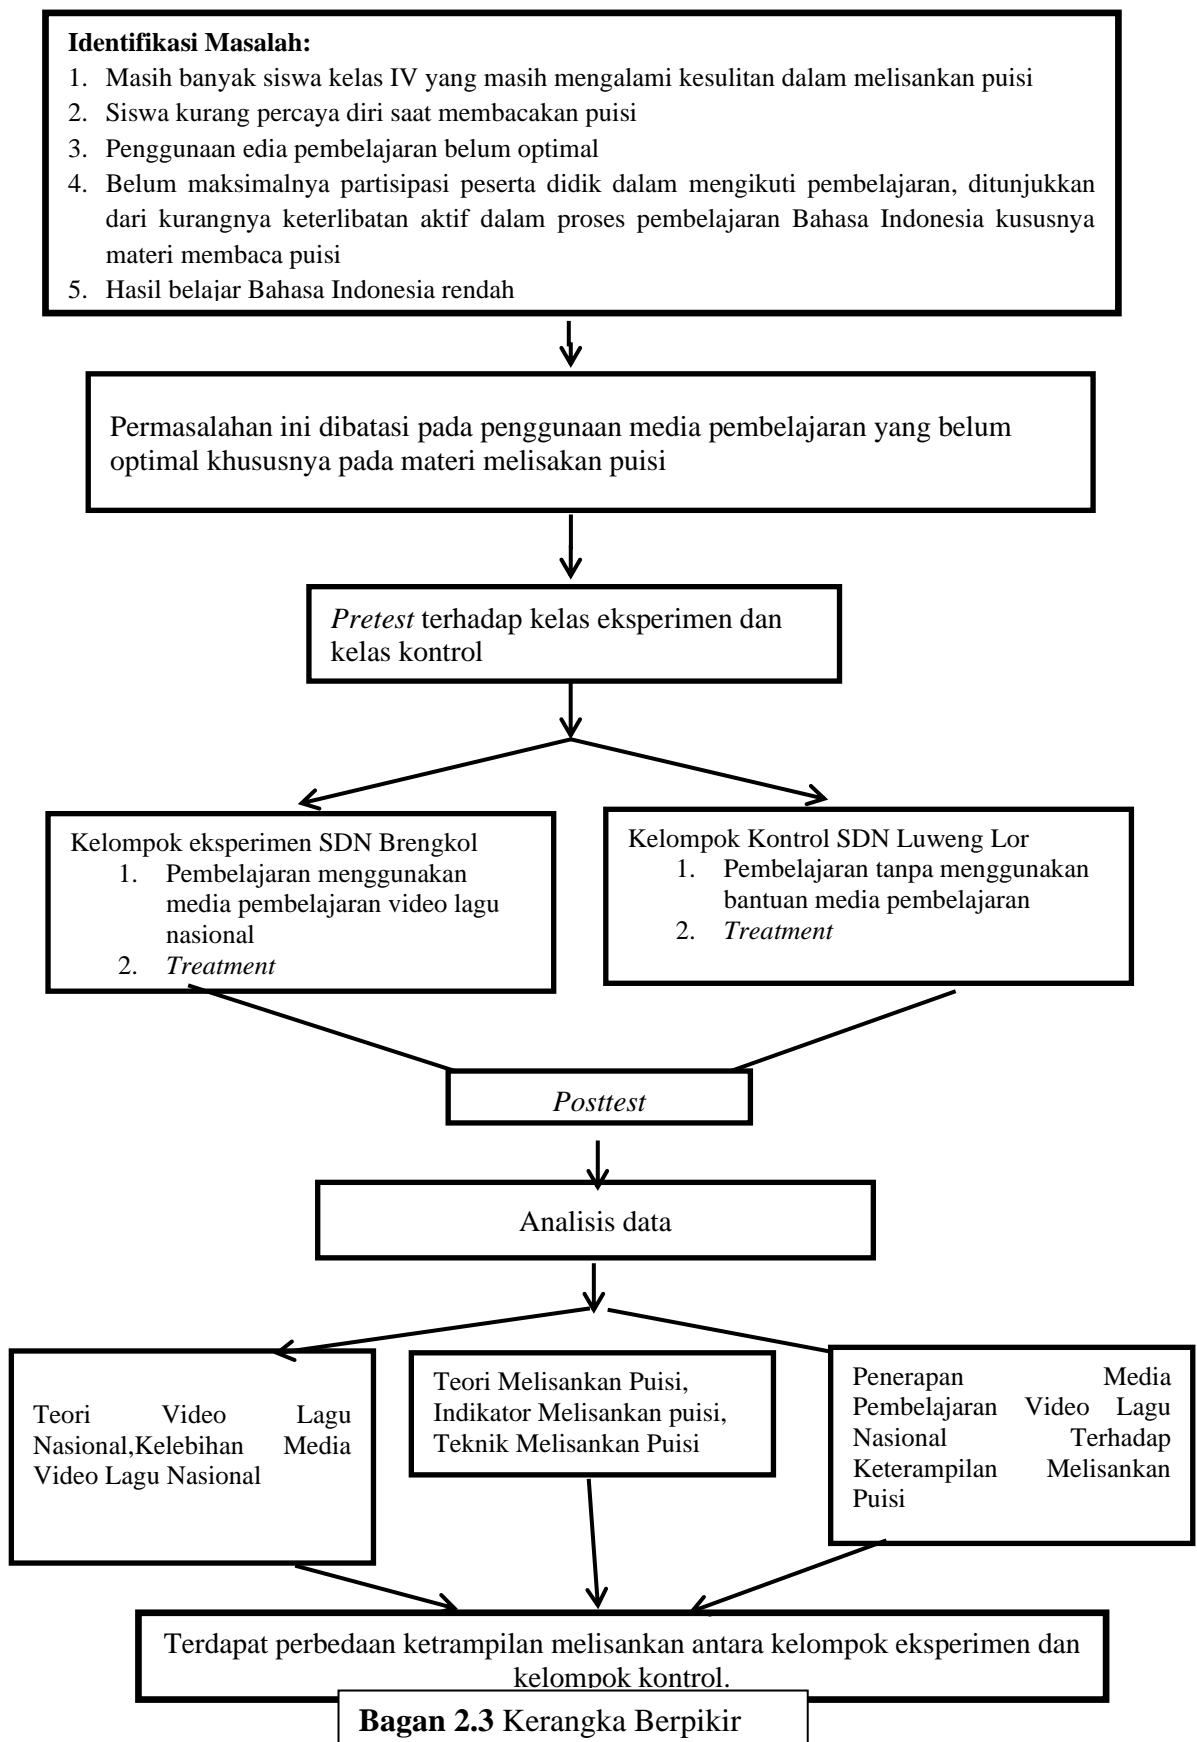 Identifikasi Masalah:
1. Masih banyak siswa kelas IV yang masih mengalami kesulitan dalam melisankan puisi
2. Siswa kurang percaya diri saat membacakan puisi
3. Penggunaan edia pembelajaran belum optimal
4. Belum maksimalnya partisipasi peserta didik dalam mengikuti pembelajaran, ditunjukkan
dari kurangnya keterlibatan aktif dalam proses pembelajaran Bahasa Indonesia kususnya
materi membaca puisi
5. Hasil belajar Bahasa Indonesia rendah
Permasalahan ini dibatasi pada penggunaan media pembelajaran yang belum
optimal khususnya pada materi melisakan puisi
Pretest terhadap kelas eksperimen dan
kelas kontrol
Kelompok eksperimen SDN Brengkol
1. Pembelajaran menggunakan
media pembelajaran video lagu
nasional
2. Treatment
Kelompok Kontrol SDN Luweng Lor
1. Pembelajaran tanpa menggunakan
bantuan media pembelajaran
2. Treatment
Posttest
Analisis data
Teori Video Lagu
Nasional,Kelebihan Media
Video Lagu Nasional
Teori Melisankan Puisi,
Indikator Melisankan puisi,
Teknik Melisankan Puisi
Penerapan Media
Pembelajaran Video Lagu
Nasional Terhadap
Keterampilan Melisankan
Puisi
Terdapat perbedaan ketrampilan melisankan antara kelompok eksperimen dan
kelompok kontrol.
Bagan 2.3 Kerangka Berpikir